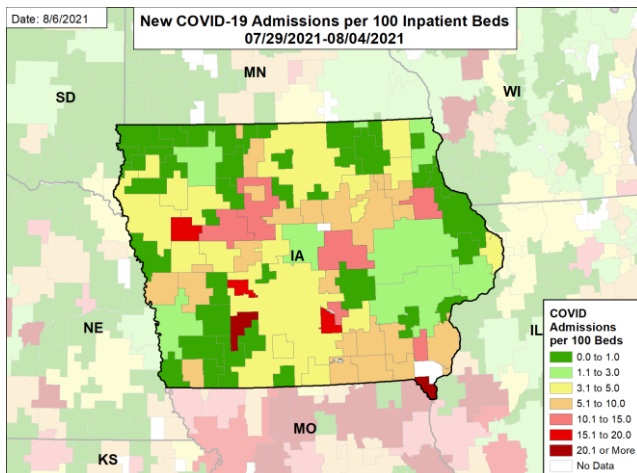 Date: 8/6/2021
New COVID-19 Admissions per 100 Inpatient Beds
07/29/2021-08/04/2021
MN
SD
WI
IA
NE
IL
MO
KS
COVID
Admissions
per 100 Beds
0.0 to 1.0
1.1 to 3.0
3.1 to 5.0
5.1 to 10.0
10.1 to 15.0
15.1 to 20.0
20.1 or More
No Data